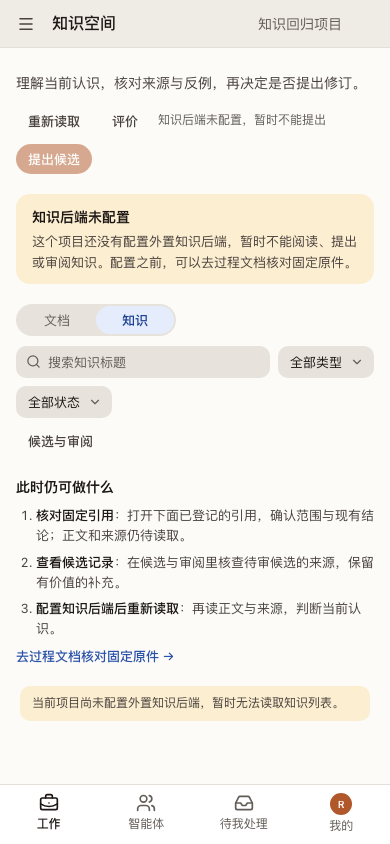 知识空间
知识回归项目
理解当前认识，核对来源与反例，再决定是否提出修订。
重新读取
评价
知识后端未配置，暂时不能提出
提出候选
知识后端未配置
这个项目还没有配置外置知识后端，暂时不能阅读、提出
或审阅知识。配置之前，可以去过程文档核对固定原件。
文档
知识
搜索知识标题
全部类型
全部状态
候选与审阅
此时仍可做什么
1. 核对固定引用：打开下面已登记的引用，确认范围与现有结
论；正文和来源仍待读取。
2. 查看候选记录：在候选与审阅里核查待审候选的来源，保留
有价值的补充。
3. 配置知识后端后重新读取：再读正文与来源，判断当前认
识。
去过程文档核对固定原件 →
当前项目尚未配置外置知识后端，暂时无法读取知识列表。
工作
智能体
待我处理
R
我的